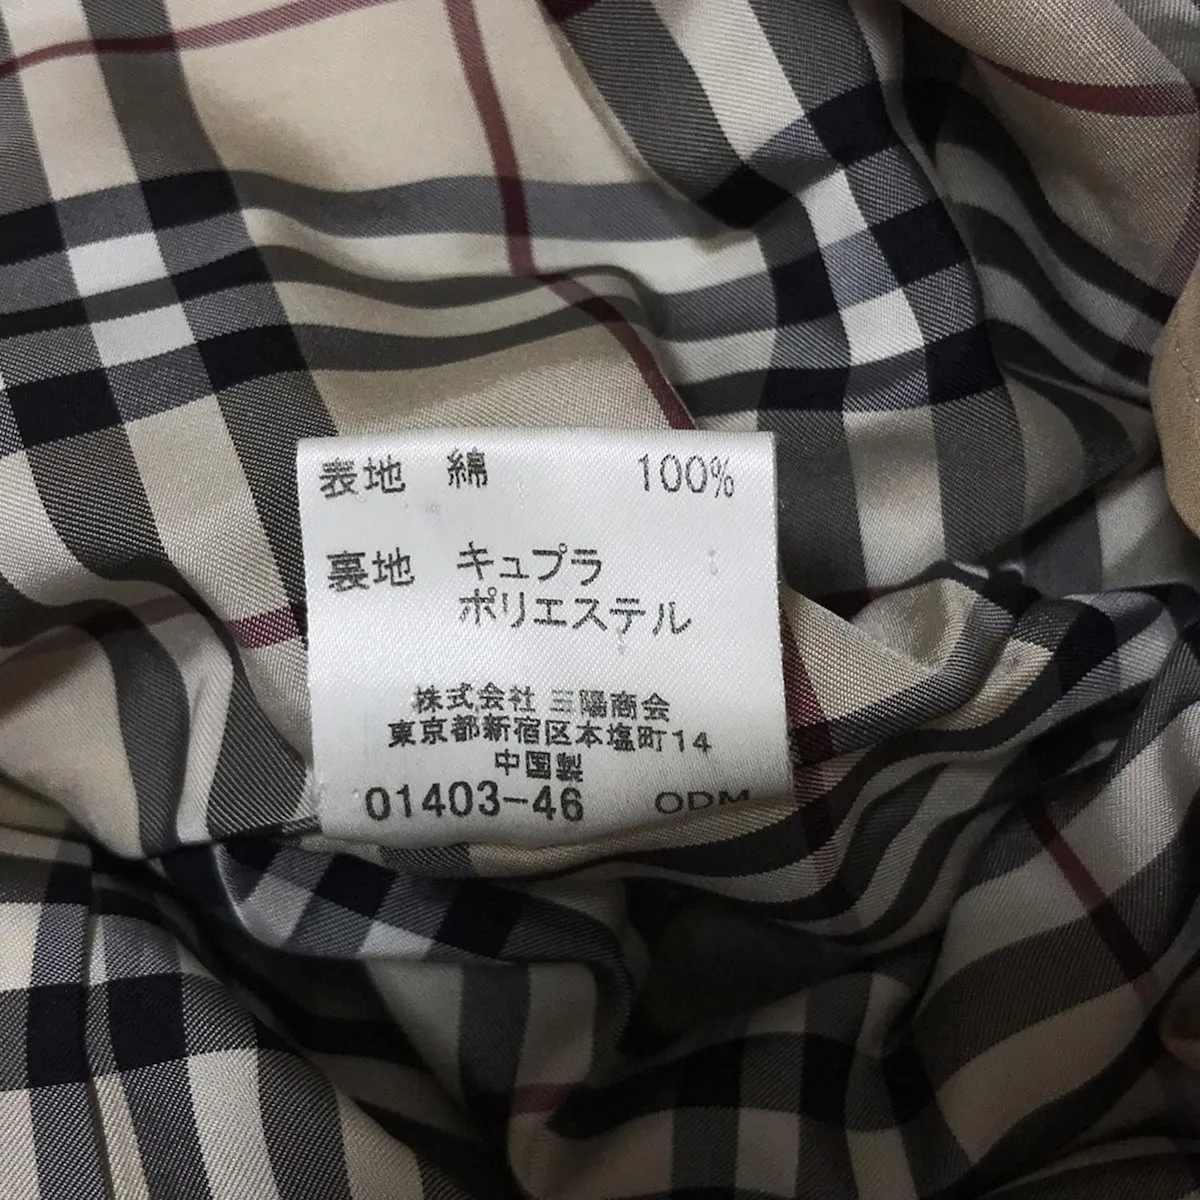 表地 綿 100%
裏地 キュプラ
ポリエステル
株式会社 三陽商会
東京都新宿区本塩町14
中国製
01403-46 ODM